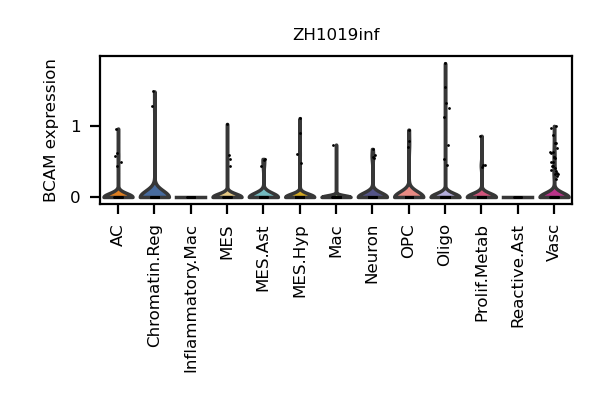 ZH1019inf
BCAM expression
1
0
AC
Chromatin.Reg
Inflammatory.Mac
MES
MES.Ast
MES.Hyp
Mac
Neuron
OPC
Oligo
Prolif.Metab
Reactive.Ast
Vasc